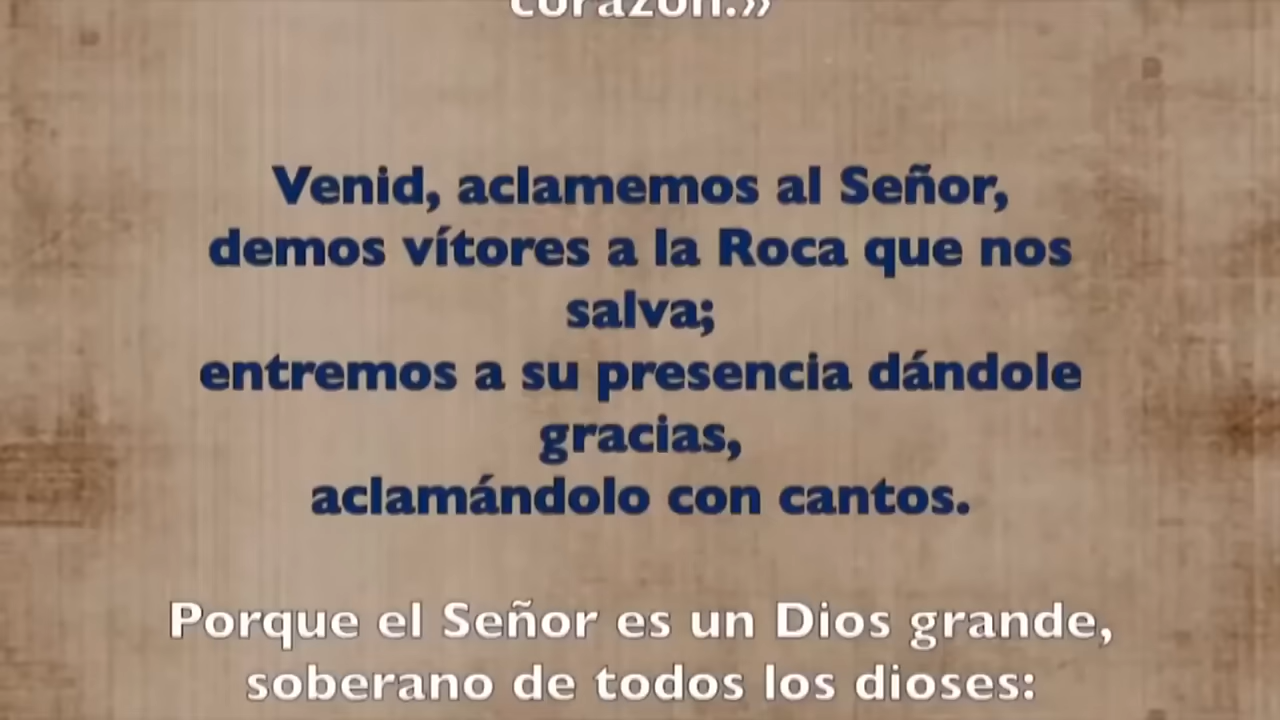 corazón.»
Venid, aclamemos al Señor,
demos vítores a la Roca que nos
salva;
entremos a su presencia dándole
gracias,
aclamándolo con cantos.
Porque el Señor es un Dios grande,
soberano de todos los dioses: